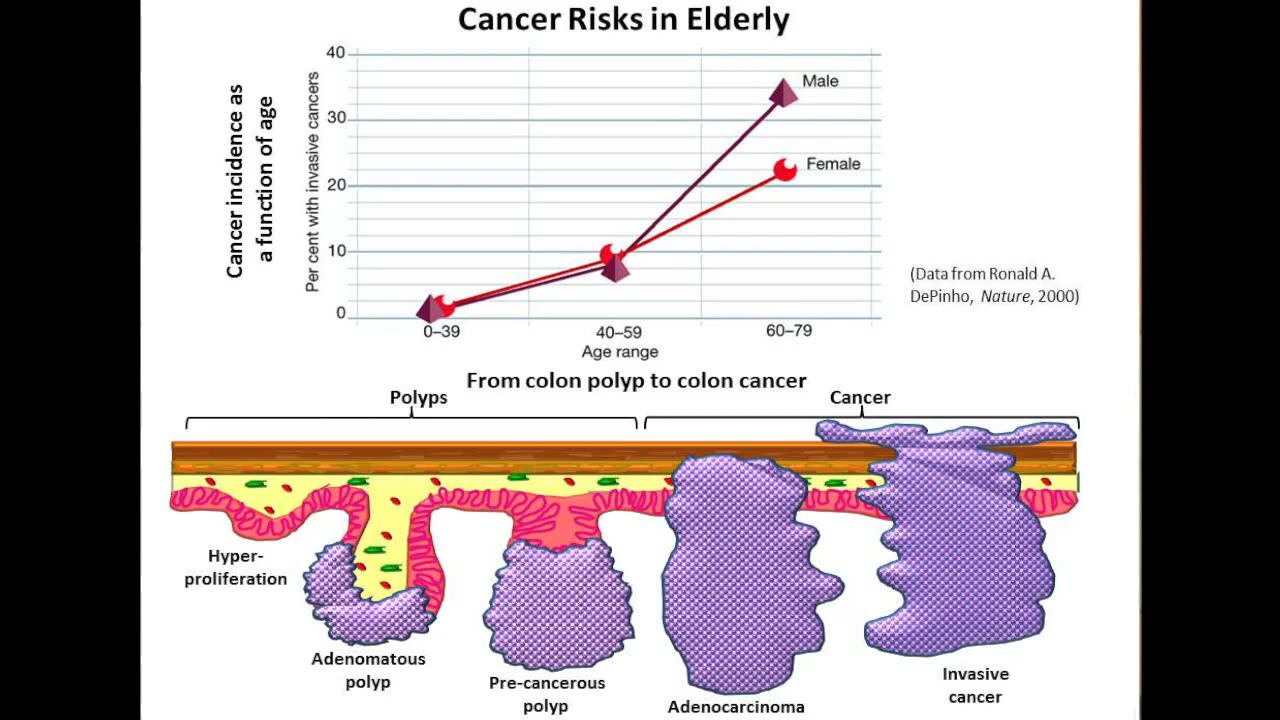 Cancer Risks in Elderly
Cancer incidence as
a function of age
Per cent with invasive cancers
40
30
20
10
0
Male
Female
0–39
40–59
60–79
Age range
(Data from Ronald A.
DePinho, Nature, 2000)
From colon polyp to colon cancer
Polyps
Cancer
Hyper-
proliferation
Adenomatous
polyp
Pre-cancerous
polyp
Adenocarcinoma
Invasive
cancer